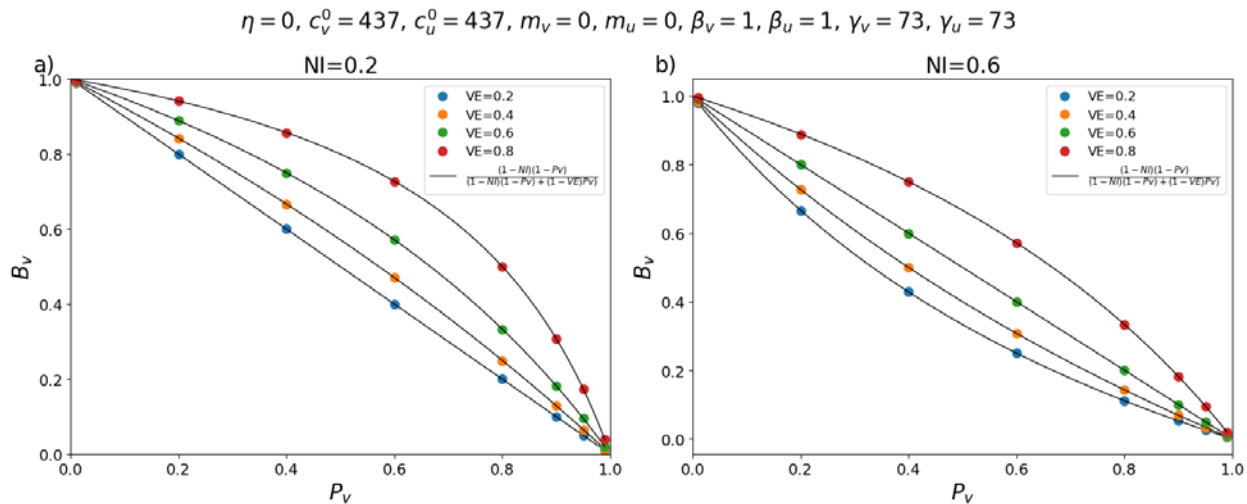 η=0, c_v^0=437, c_u^0=437, m_v=0, m_u=0, β_v=1, β_u=1, γ_v=73, γ_u=73
a)
NI=0.2
1.0
0.8
0.6
0.4
0.2
0.0
B_v
VE=0.2
VE=0.4
VE=0.6
VE=0.8
(1−NI)(1−Pv)
(1−NI)(1−Pv)+(1−VE)Pv)
0.0 0.2 0.4 0.6 0.8 1.0
P_v
b)
NI=0.6
1.0
0.8
0.6
0.4
0.2
0.0
B_v
VE=0.2
VE=0.4
VE=0.6
VE=0.8
(1−NI)(1−Pv)
(1−NI)(1−Pv)+(1−VE)Pv)
0.0 0.2 0.4 0.6 0.8 1.0
P_v